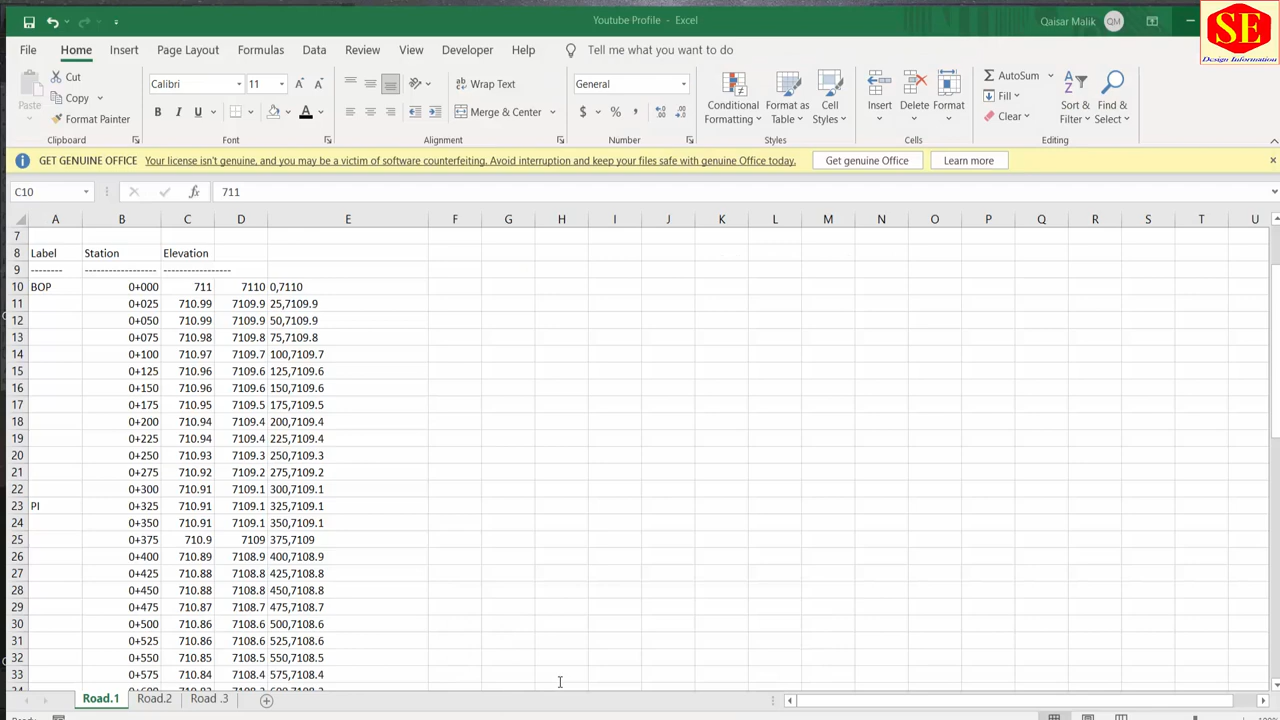 Youtube Profile - Excel
Qaisar Malik QM
SE
Design Information
File Home Insert Page Layout Formulas Data Review View Developer Help Tell me what you want to do
Paste
Cut
Copy
Format Painter
Clipboard
Calibri 11 A A
B I U A
Font
ab Wrap Text
Merge & Center
Alignment
General
$ % ,
Number
Conditional Formatting
Format as Table
Cell Styles
Styles
Insert Delete Format
Cells
AutoSum
Fill
Clear
Sort & Filter
Find & Select
Editing
GET GENUINE OFFICE Your license isn't genuine, and you may be a victim of software counterfeiting. Avoid interruption and keep your files safe with genuine Office today. Get genuine Office Learn more
C10 fx 711
A B C D E F G H I J K L M N O P Q R S T U
7
8 Label Station Elevation
9 -------- ------------------ -----------------
10 BOP 0+000 711 7110 0,7110
11 0+025 710.99 7109.9 25,7109.9
12 0+050 710.99 7109.9 50,7109.9
13 0+075 710.98 7109.8 75,7109.8
14 0+100 710.97 7109.7 100,7109.7
15 0+125 710.96 7109.6 125,7109.6
16 0+150 710.96 7109.6 150,7109.6
17 0+175 710.95 7109.5 175,7109.5
18 0+200 710.94 7109.4 200,7109.4
19 0+225 710.94 7109.4 225,7109.4
20 0+250 710.93 7109.3 250,7109.3
21 0+275 710.92 7109.2 275,7109.2
22 0+300 710.91 7109.1 300,7109.1
23 PI 0+325 710.91 7109.1 325,7109.1
24 0+350 710.91 7109.1 350,7109.1
25 0+375 710.9 7109 375,7109
26 0+400 710.89 7108.9 400,7108.9
27 0+425 710.88 7108.8 425,7108.8
28 0+450 710.88 7108.8 450,7108.8
29 0+475 710.87 7108.7 475,7108.7
30 0+500 710.86 7108.6 500,7108.6
31 0+525 710.86 7108.6 525,7108.6
32 0+550 710.85 7108.5 550,7108.5
33 0+575 710.84 7108.4 575,7108.4
Road.1 Road.2 Road .3